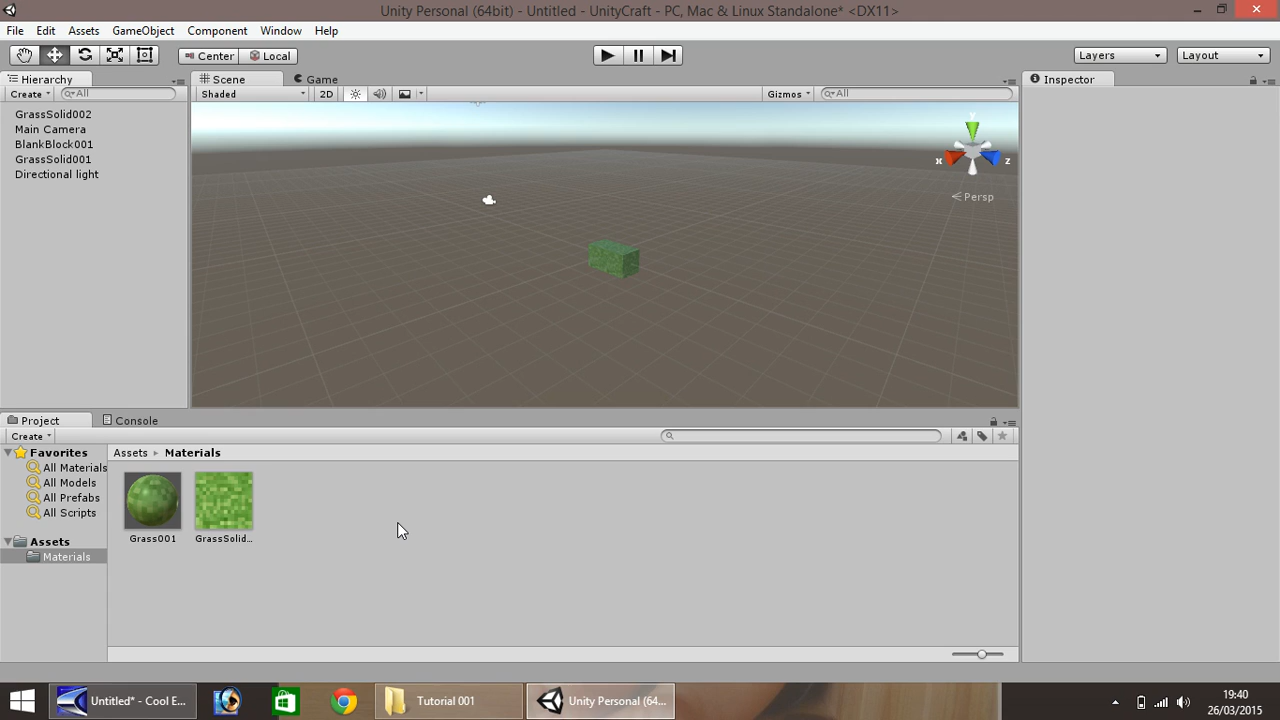 Unity Personal (64bit) - Untitled - UnityCraft - PC, Mac & Linux Standalone* <DX11>
File Edit Assets GameObject Component Window Help
Center Local Layers Layout
Hierarchy Scene Game Inspector
Create All Shaded 2D Gizmos All
GrassSolid002
Main Camera
BlankBlock001
GrassSolid001
Directional light
y
x z
Persp
Project Console
Create
Favorites
All Materials
All Models
All Prefabs
All Scripts
Assets
Materials
Assets Materials
Grass001 GrassSolid...
Untitled* - Cool E... Tutorial 001 Unity Personal (64...
19:40
26/03/2015